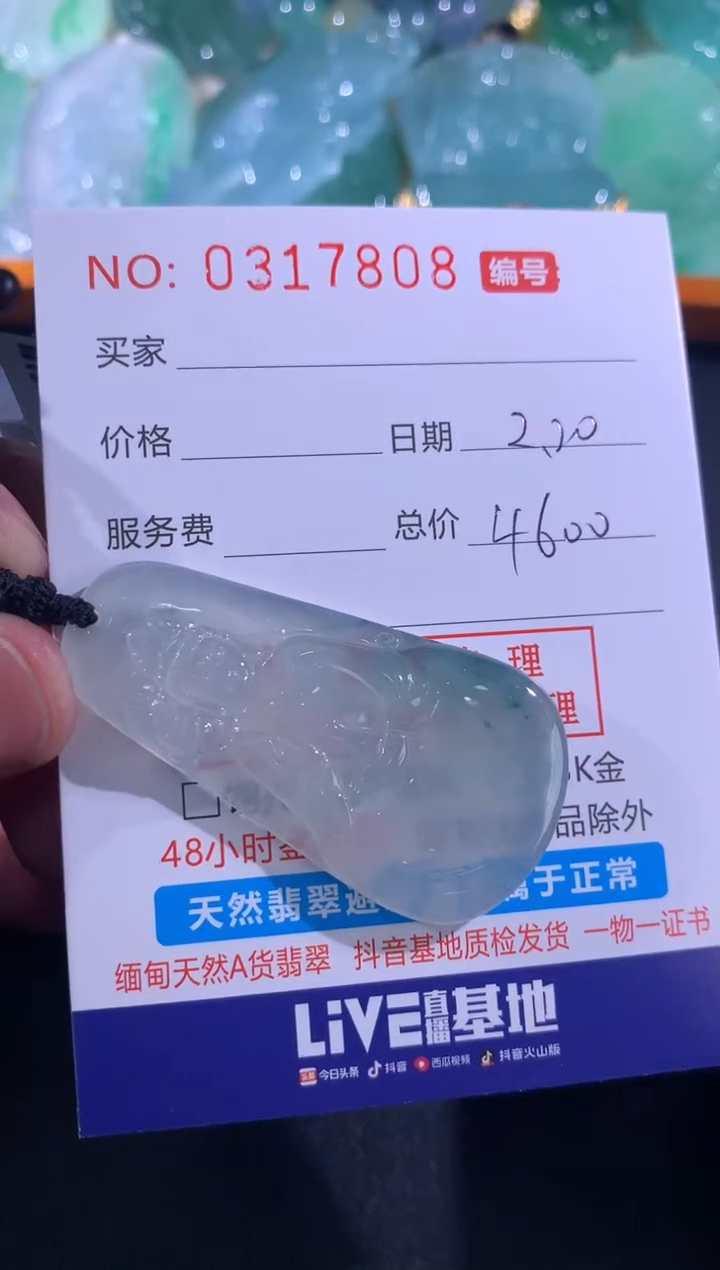 NO: 0317808 编号
买家
价格 日期 2.20
服务费 总价 4600
理
理
K金
48小时 品除外
天然翡翠避 属于正常
缅甸天然A货翡翠 抖音基地质检发货 一物一证书
LiVE直播基地
头条 今日头条 抖音 西瓜视频 抖音火山版